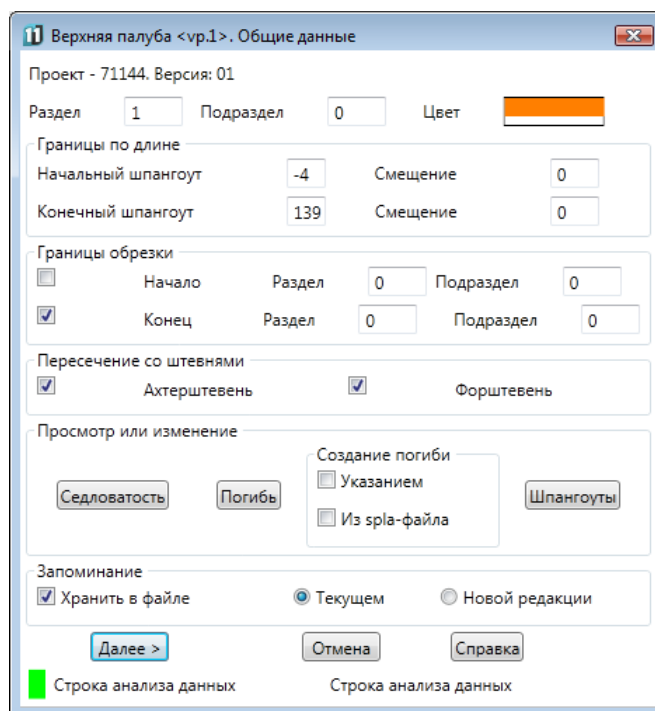 11 Верхняя палуба <vp.1>. Общие данные
Проект - 71144. Версия: 01
Раздел 1 Подраздел 0 Цвет
Границы по длине
Начальный шпангоут -4 Смещение 0
Конечный шпангоут 139 Смещение 0
Границы обрезки
Начало Раздел 0 Подраздел 0
Конец Раздел 0 Подраздел 0
Пересечение со штевнями
Ахтерштевень Форштевень
Просмотр или изменение
Создание погиби
Седловатость Погибь Указанием Шпангоуты
Из spla-файла
Запоминание
Хранить в файле Текущем Новой редакции
Далее > Отмена Справка
Строка анализа данных Строка анализа данных